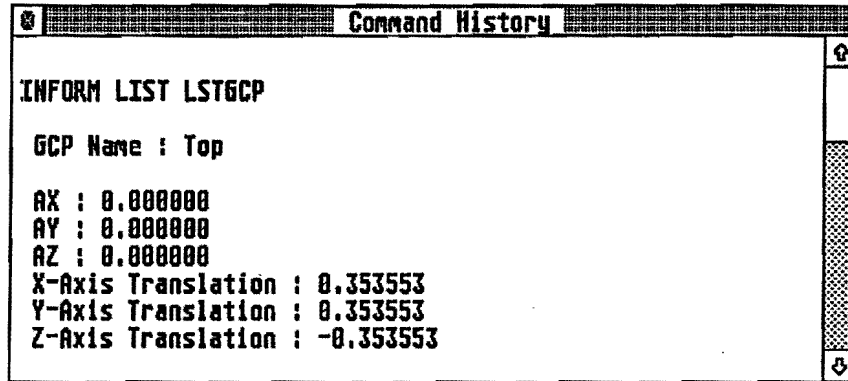 Command History
INFORM LIST LSTGCP
GCP Name : Top
AX : 0.000000
AY : 0.000000
AZ : 0.000000
X-Axis Translation : 0.353553
Y-Axis Translation : 0.353553
Z-Axis Translation : -0.353553